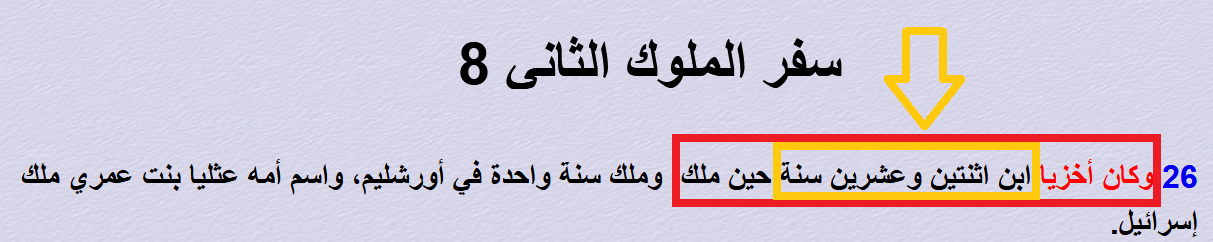 سفر الملوك الثانى 8
26 وكان أخزيا ابن اثنتين وعشرين سنة حين ملك وملك سنة واحدة في أورشليم، واسم أمه عثليا بنت عمري ملك
إسرائيل.